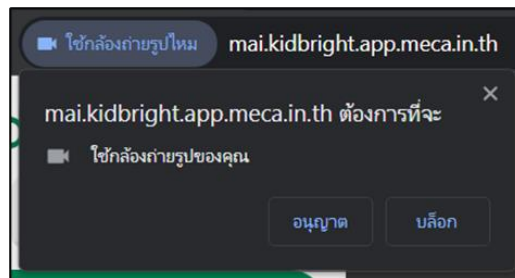 ใช้กล้องถ่ายรูปไหม mai.kidbright.app.meca.in.th
mai.kidbright.app.meca.in.th ต้องการที่จะ
ใช้กล้องถ่ายรูปของคุณ
อนุญาต บล็อก